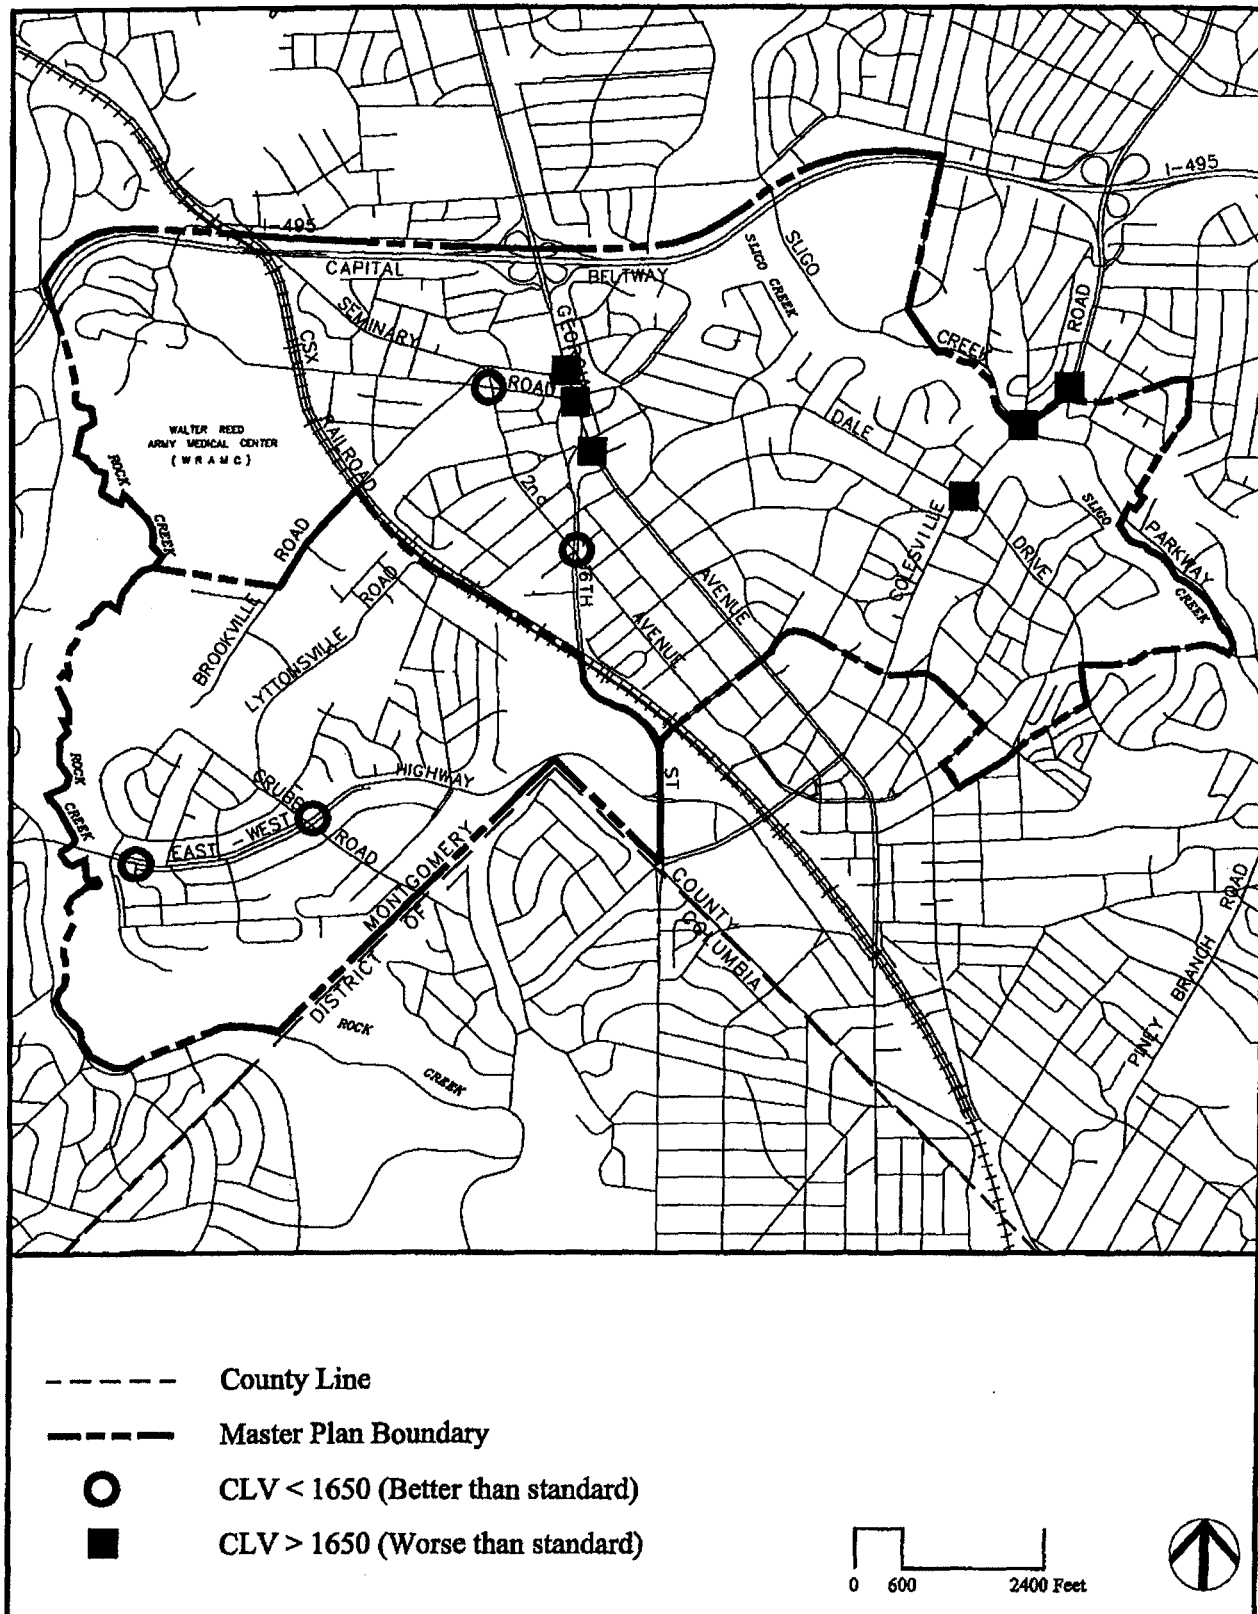 I-495
I-495
CAPITAL
BELTWAY
SLIGO
SLIGO
CREEK
SEMINARY
ROAD
CSX
RAILROAD
CREEK
ROAD
DALE
DRIVE
WALTER REED
ARMY MEDICAL CENTER
(WRAMC)
ROCK
CREEK
ROAD
BROOKVILLE
ROAD
LYTTONSVILLE
2nd
16TH
AVENUE
AVENUE
COLESVILLE
SLIGO
PARKWAY
CREEK
ROCK
CREEK
GRUBB
ROAD
EAST - WEST
HIGHWAY
ST
MONTGOMERY
COUNTY
DISTRICT OF
COLUMBIA
ROCK
CREEK
PINEY
BRANCH
ROAD
County Line
Master Plan Boundary
CLV < 1650 (Better than standard)
CLV > 1650 (Worse than standard)
0 600 2400 Feet